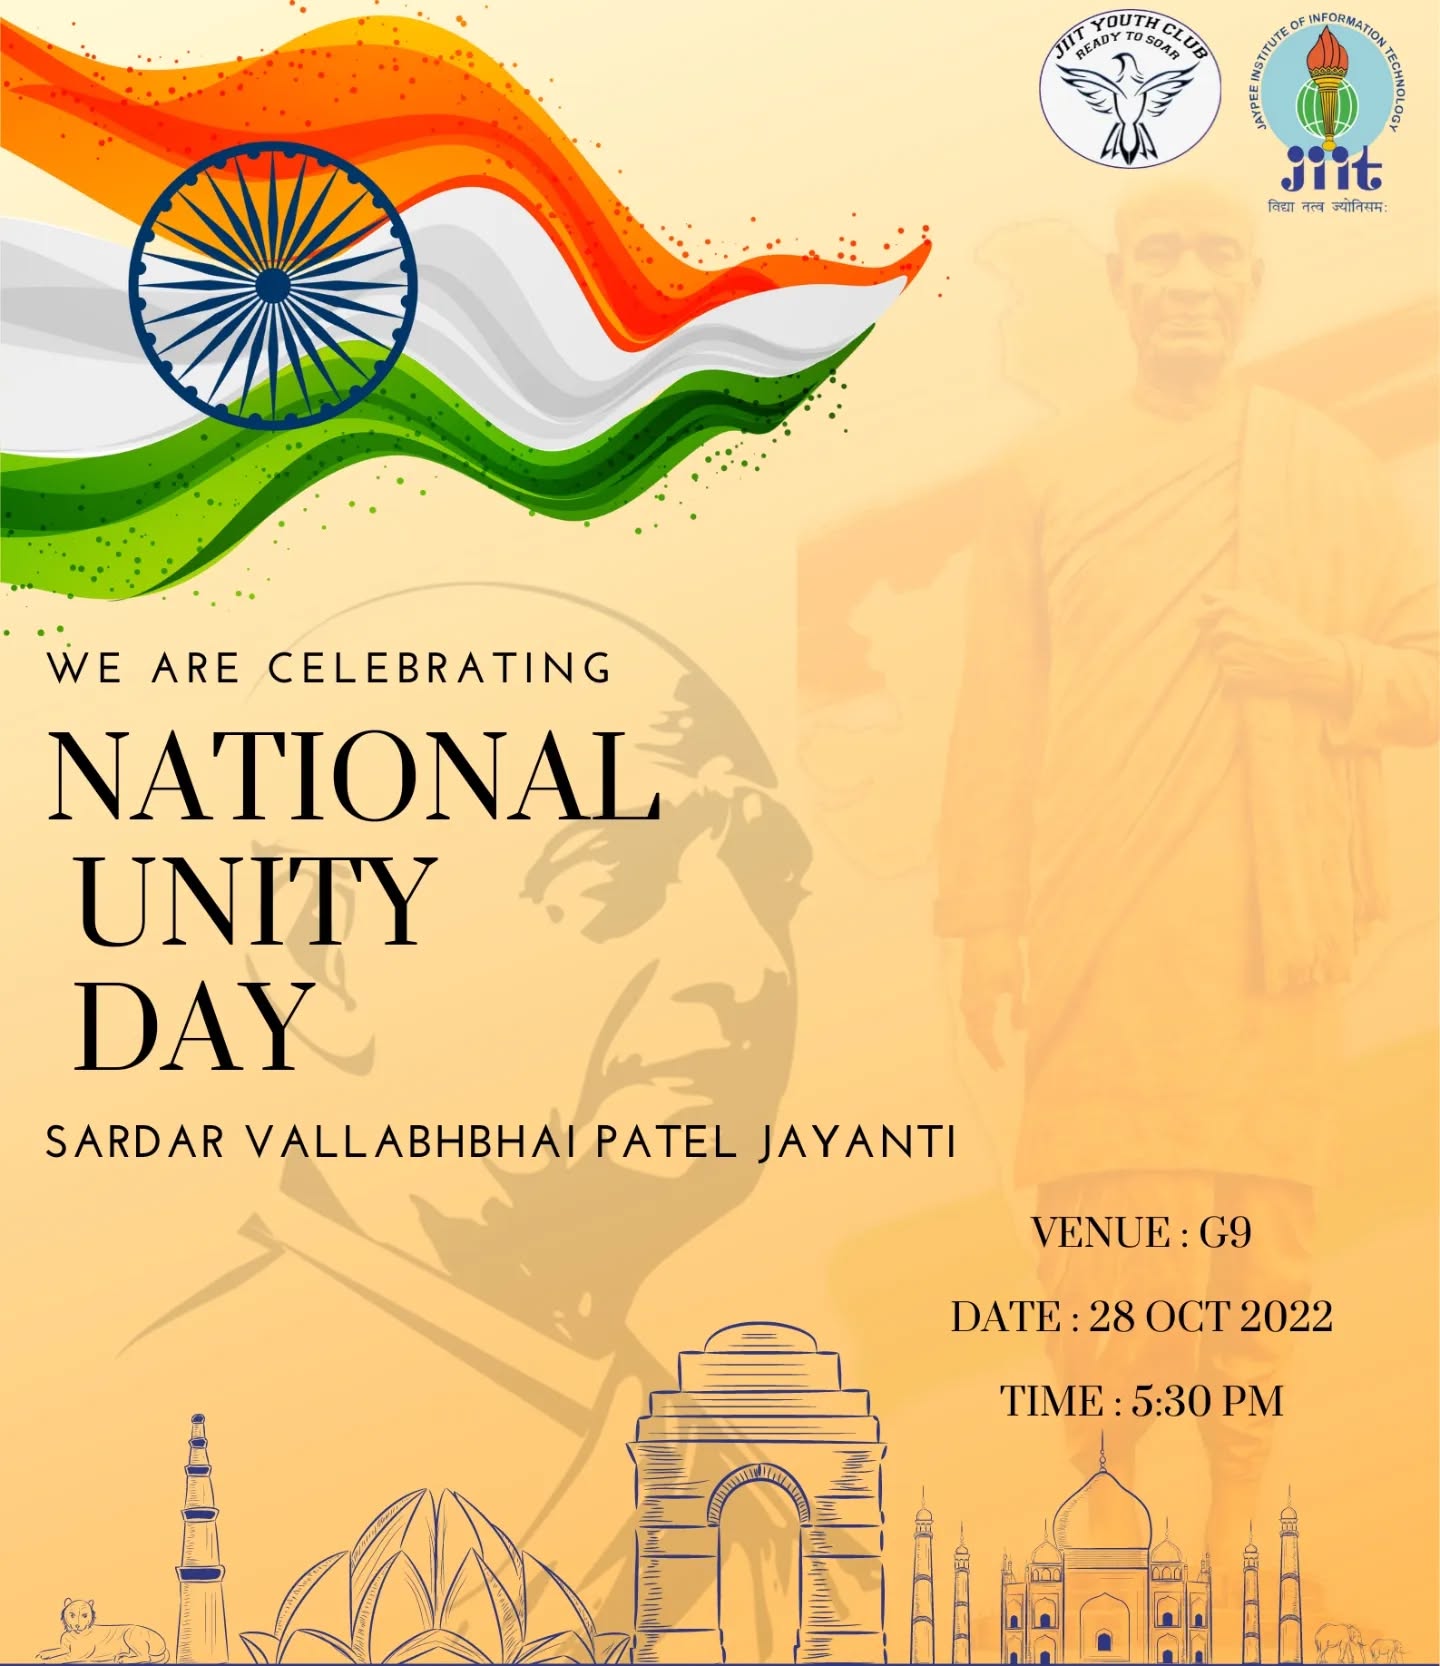 JIIT YOUTH CLUB
READY TO SOAR
JAYPEE INSTITUTE OF INFORMATION TECHNOLOGY
jiit
विद्या तत्व ज्योतिसम:
WE ARE CELEBRATING
NATIONAL
UNITY
DAY
SARDAR VALLABHBHAI PATEL JAYANTI
VENUE : G9
DATE : 28 OCT 2022
TIME : 5:30 PM